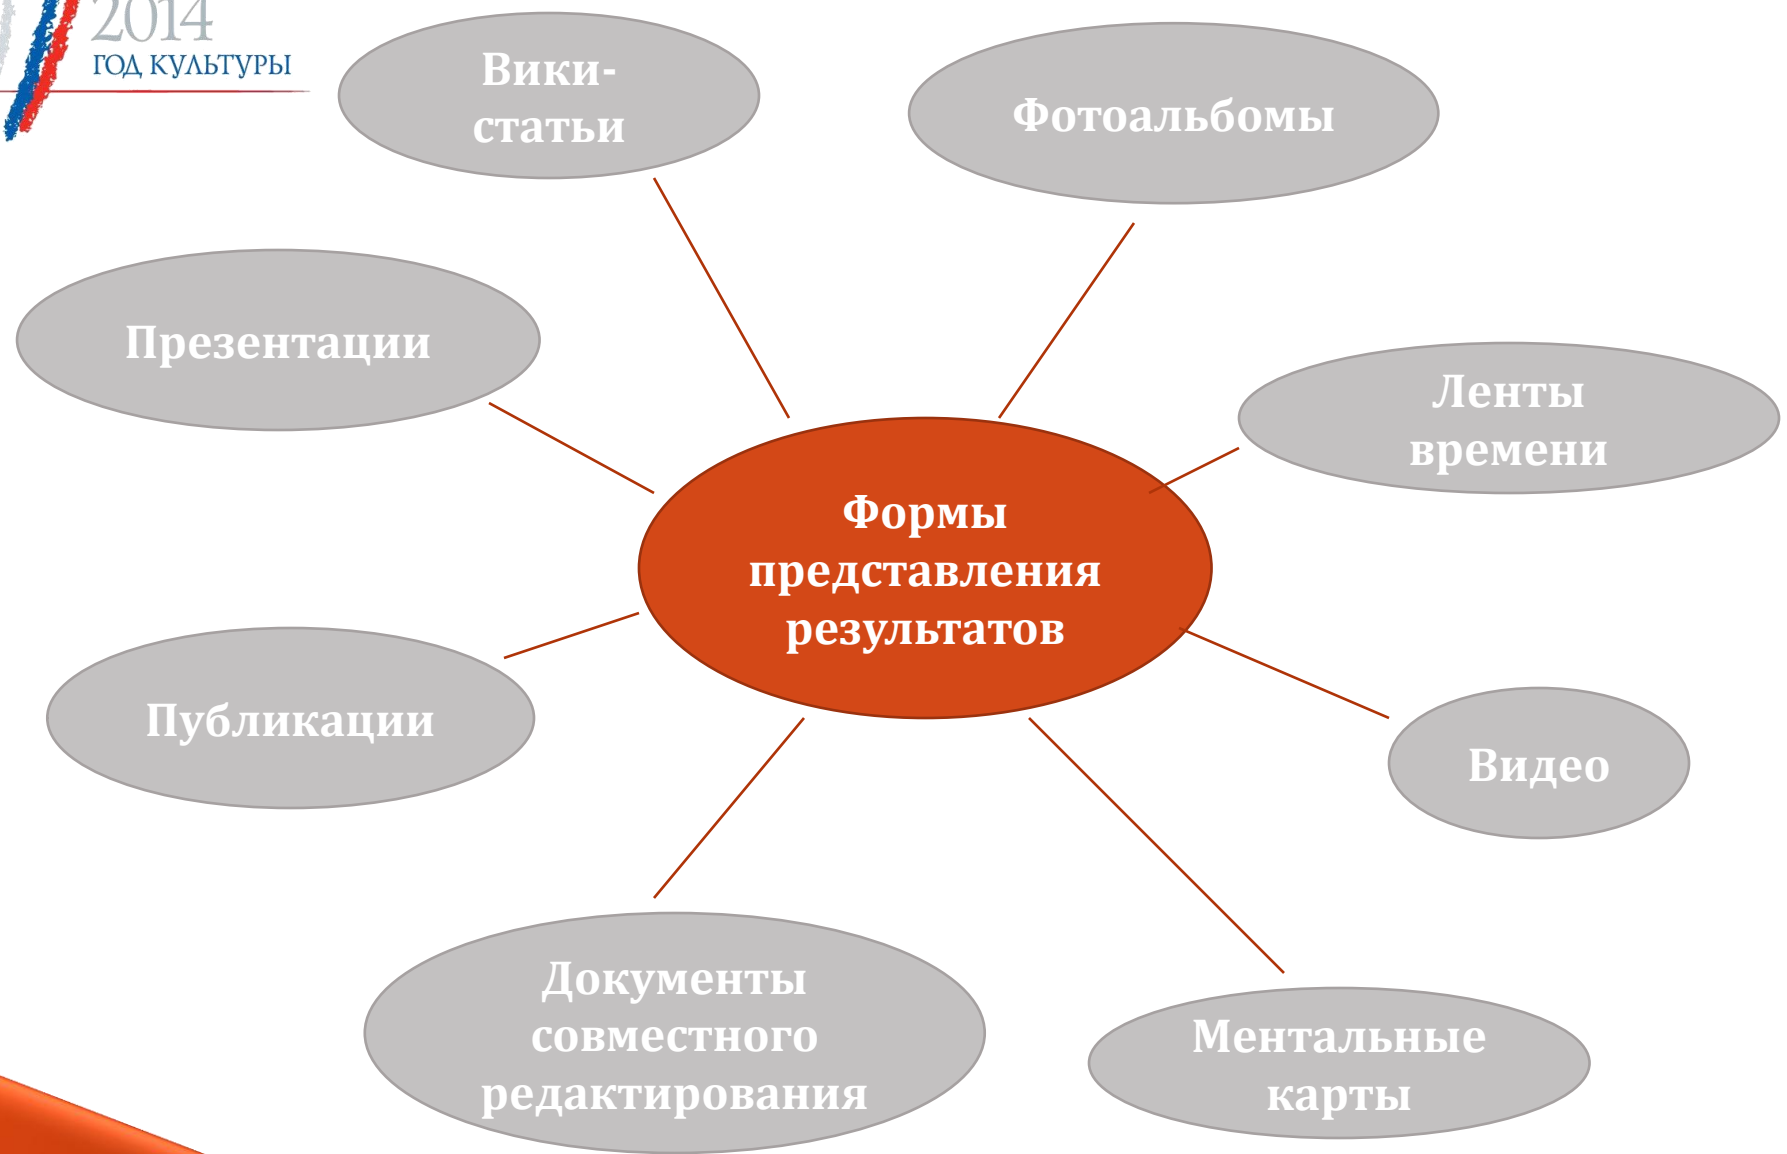 2014
ГОД КУЛЬТУРЫ
Вики-
статьи
Фотоальбомы
Презентации
Ленты
времени
Формы
представления
результатов
Публикации
Видео
Документы
совместного
редактирования
Ментальные
карты